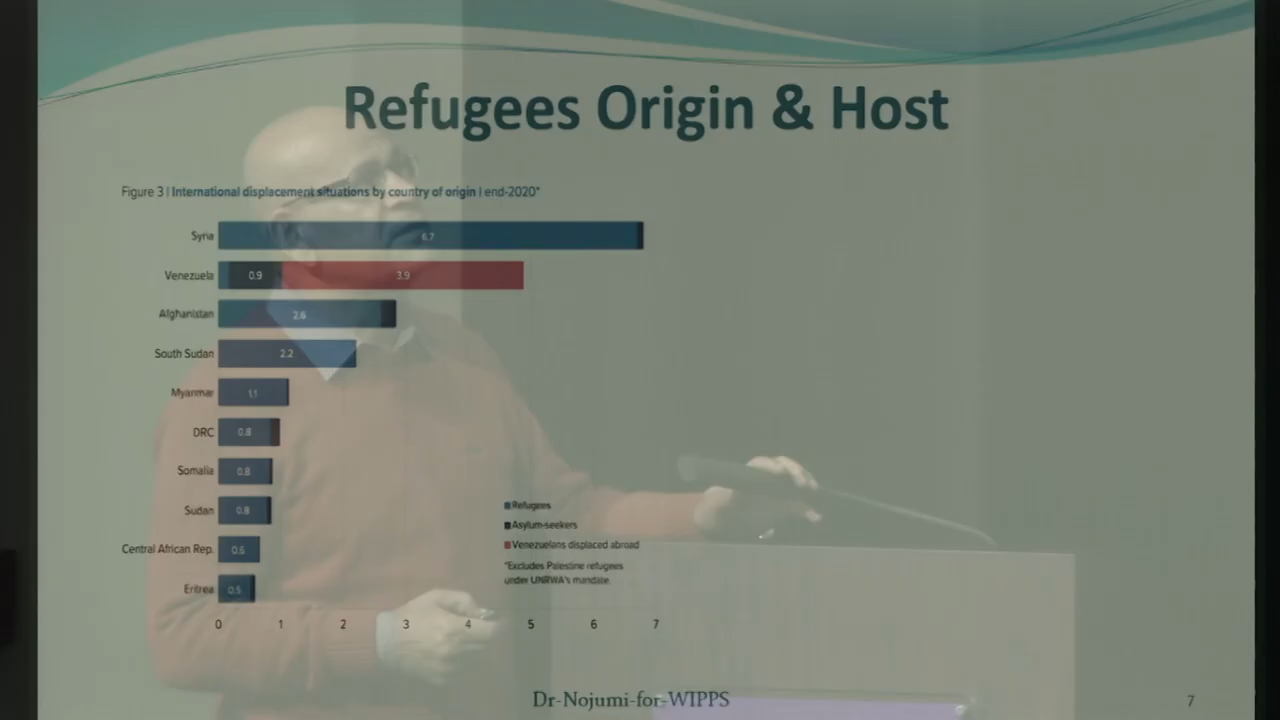 Refugees Origin & Host
Figure 3 | International displacement situations by country of origin | end-2020*
Syria 6.7
Venezuela 0.9 3.9
Afghanistan 2.6
South Sudan 2.2
Myanmar 1.1
DRC 0.8
Somalia 0.8
Sudan 0.8
Central African Rep. 0.6
Eritrea 0.5
Refugees
Asylum-seekers
Venezuelans displaced abroad
*Excludes Palestine refugees
under UNRWA's mandate.
0 1 2 3 4 5 6 7
Dr-Nojumi-for-WIPPS
7